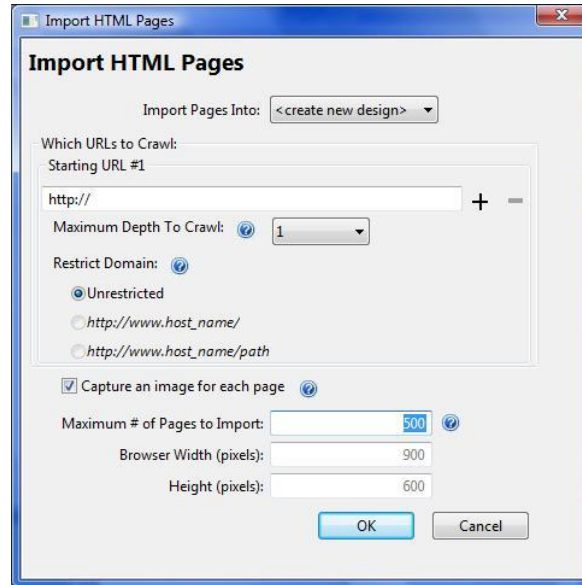 Import HTML Pages
Import HTML Pages
Import Pages Into: <create new design>
Which URLs to Crawl:
Starting URL #1
http://
Maximum Depth To Crawl: 1
Restrict Domain:
Unrestricted
http://www.host_name/
http://www.host_name/path
Capture an image for each page
Maximum # of Pages to Import: 500
Browser Width (pixels): 900
Height (pixels): 600
OK Cancel